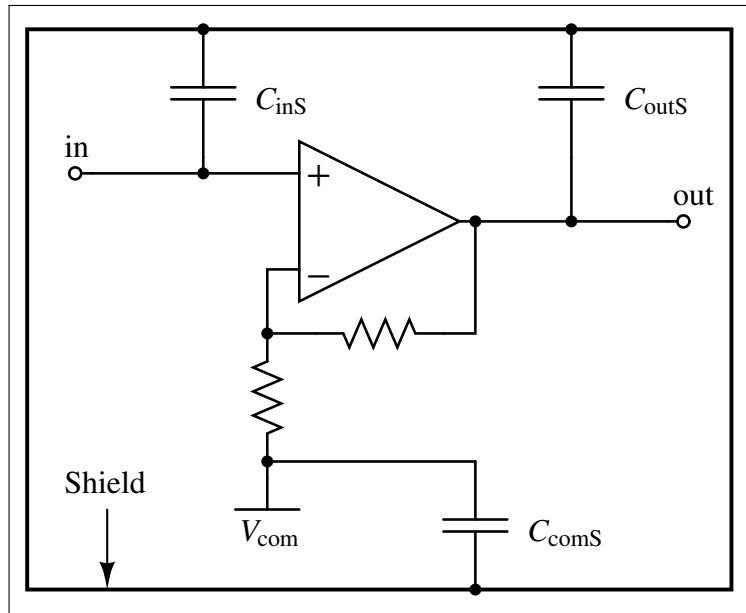 C_inS
C_outS
in
+
out
−
Shield
V_com
C_comS